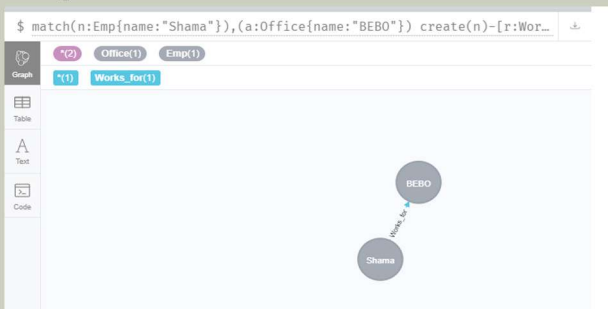 $ match(n:Emp{name:"Shama"}),(a:Office{name:"BEBO"}) create(n)-[r:Wor…
Graph
*(2) Office(1) Emp(1)
*(1) Works_for(1)
Table
Text
Code
BEBO
Works_for
Shama